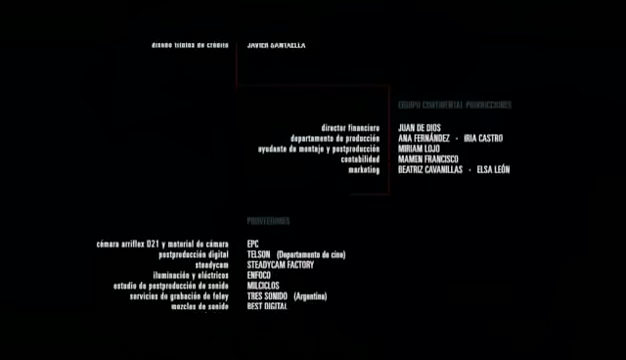 diseño títulos de crédito JAVIER SANTAELLA
EQUIPO CONTINENTAL PRODUCCIONES
director financiero JUAN DE DIOS
departamento de producción ANA FERNÁNDEZ · IRIA CASTRO
ayudante de montaje y postproducción MIRIAM LOJO
contabilidad MAMEN FRANCISCO
marketing BEATRIZ CAVANILLAS · ELSA LEÓN
PROVEEDORES
cámara arriflex D21 y material de cámara EPC
postproducción digital TELSON (Departamento de cine)
steadycam STEADYCAM FACTORY
iluminación y eléctricos ENFOCO
estudio de postproducción de sonido MILCICLOS
servicios de grabación de foley TRES SONIDO (Argentina)
mezclas de sonido BEST DIGITAL